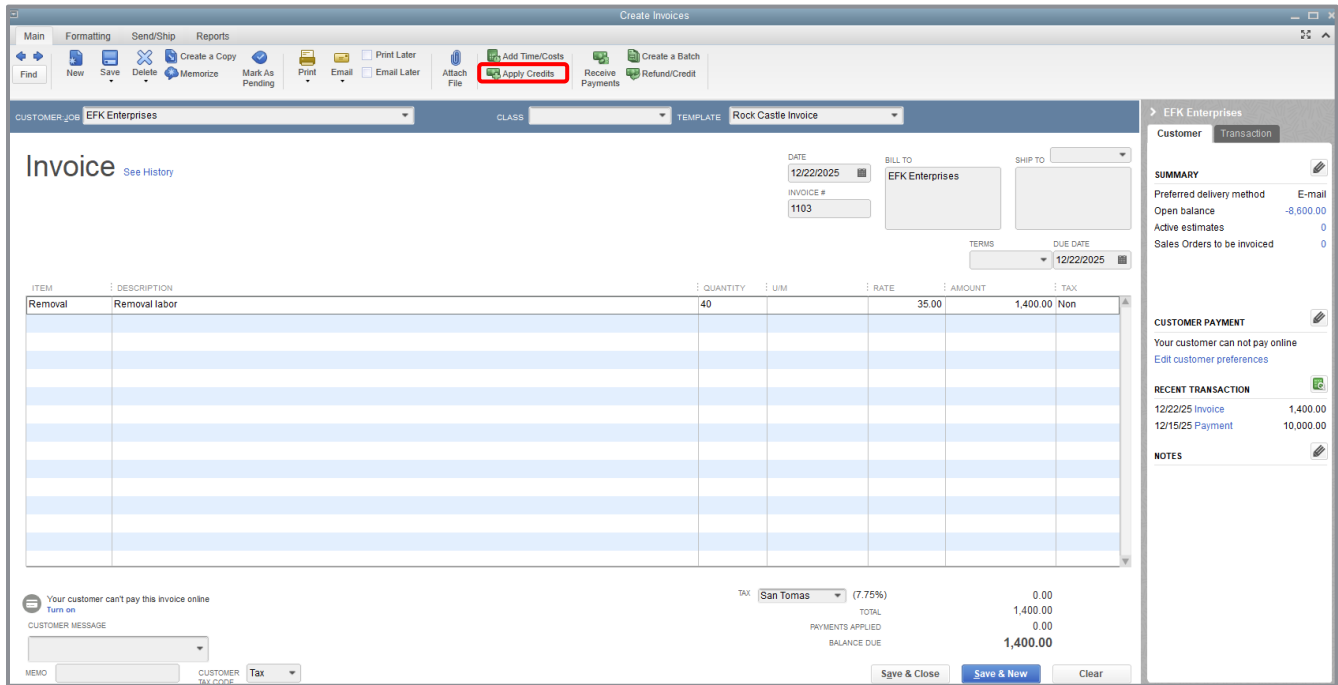 Create Invoices
Main Formatting Send/Ship Reports
Find New Save Delete Create a Copy Memorize Mark As Pending Print Email Print Later Email Later Attach File Add Time/Costs Apply Credits Receive Payments Create a Batch Refund/Credit
CUSTOMER:JOB EFK Enterprises CLASS TEMPLATE Rock Castle Invoice
Invoice See History
DATE
12/22/2025
INVOICE #
1103
BILL TO
EFK Enterprises
SHIP TO
TERMS DUE DATE
12/22/2025
ITEM DESCRIPTION QUANTITY U/M RATE AMOUNT TAX
Removal Removal labor 40 35.00 1,400.00 Non
Your customer can't pay this invoice online
Turn on
CUSTOMER MESSAGE
TAX San Tomas (7.75%) 0.00
TOTAL 1,400.00
PAYMENTS APPLIED 0.00
BALANCE DUE 1,400.00
MEMO CUSTOMER TAX CODE Tax
Save & Close Save & New Clear
EFK Enterprises
Customer Transaction
SUMMARY
Preferred delivery method E-mail
Open balance -8,600.00
Active estimates 0
Sales Orders to be invoiced 0
CUSTOMER PAYMENT
Your customer can not pay online
Edit customer preferences
RECENT TRANSACTION
12/22/25 Invoice 1,400.00
12/15/25 Payment 10,000.00
NOTES